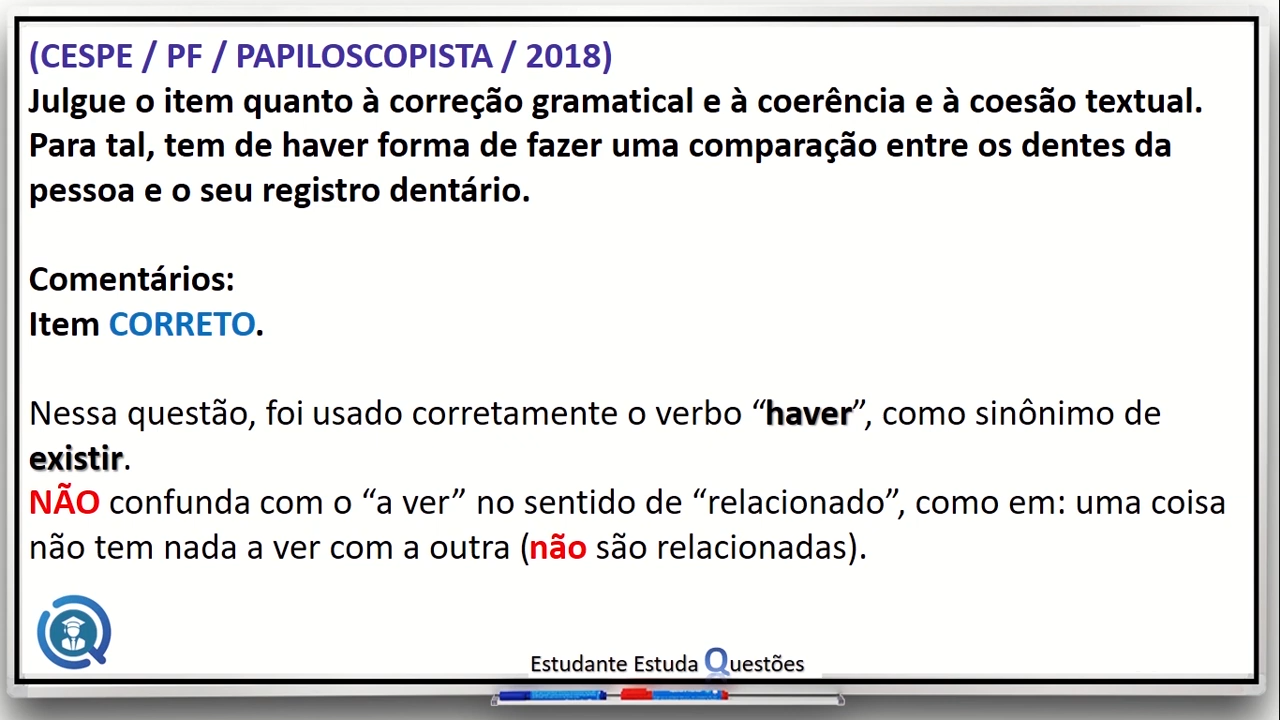 (CESPE / PF / PAPILOSCOPISTA / 2018)
Julgue o item quanto à correção gramatical e à coerência e à coesão textual.
Para tal, tem de haver forma de fazer uma comparação entre os dentes da
pessoa e o seu registro dentário.
Comentários:
Item CORRETO.
Nessa questão, foi usado corretamente o verbo “haver”, como sinônimo de
existir.
NÃO confunda com o “a ver” no sentido de “relacionado”, como em: uma coisa
não tem nada a ver com a outra (não são relacionadas).
Estudante Estuda Questões